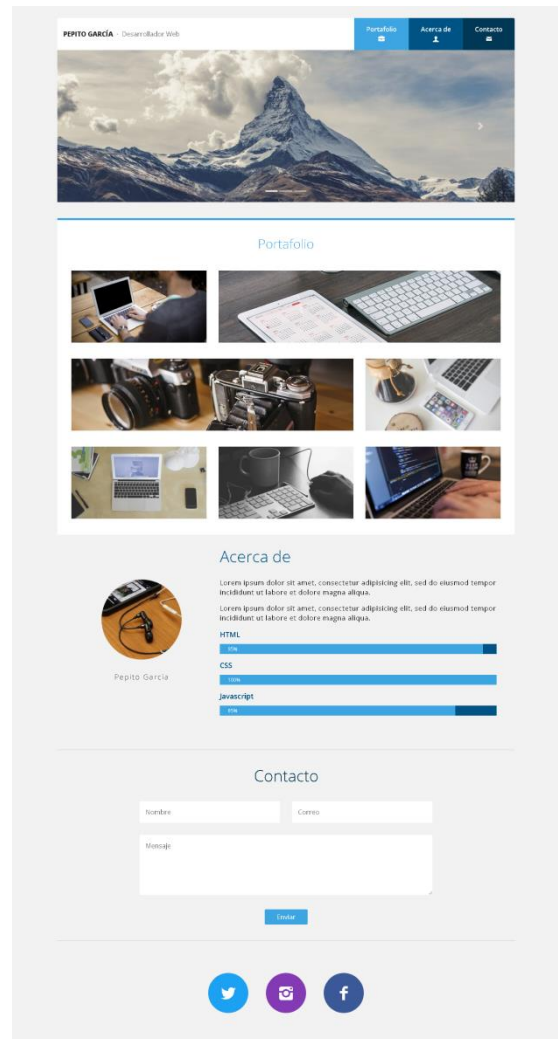 PEPITO GARCÍA - Desarrollador Web
Portafolio
Acerca de
Contacto
Portafolio
Acerca de
Lorem ipsum dolor sit amet, consectetur adipisicing elit, sed do eiusmod tempor
incididunt ut labore et dolore magna aliqua.
Lorem ipsum dolor sit amet, consectetur adipisicing elit, sed do eiusmod tempor
incididunt ut labore et dolore magna aliqua.
HTML
95%
CSS
100%
Javascript
85%
Pepito Garcia
Contacto
Nombre
Correo
Mensaje
Enviar